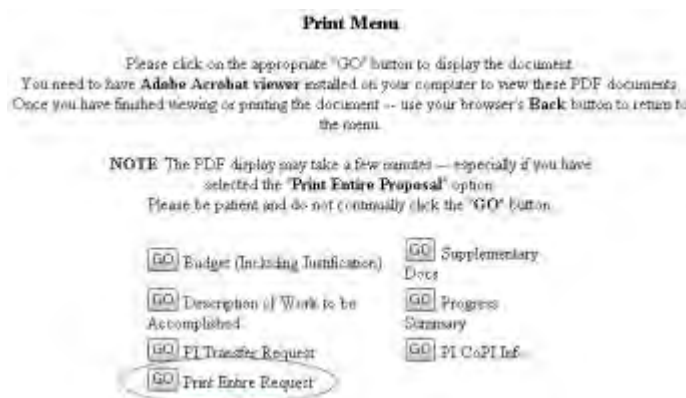 Print Menu
Please click on the appropriate "GO" button to display the document
You need to have Adobe Acrobat viewer installed on your computer to view these PDF documents
Once you have finished viewing or printing the document -- use your browser's Back button to return to
the menu.
NOTE The PDF display may take a few minutes -- especially if you have
selected the "Print Entire Proposal" option
Please be patient and do not continually click the "GO" button
GO Budget (Including Justification)
GO Supplementary
Docs
GO Description of Work to be
Accomplished
GO Progress
Summary
GO PI Transfer Request
GO PI CoPI Inf
GO Print Entire Request